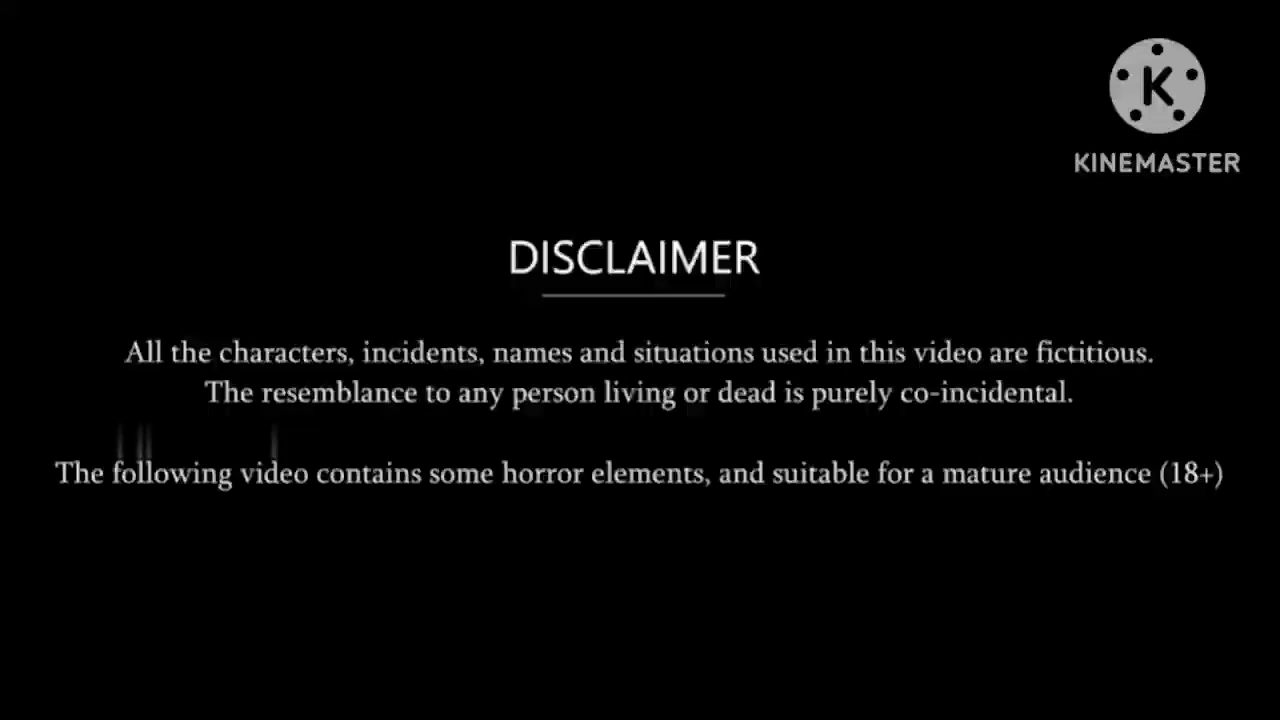 K
KINEMASTER
DISCLAIMER
All the characters, incidents, names and situations used in this video are fictitious.
The resemblance to any person living or dead is purely co-incidental.
The following video contains some horror elements, and suitable for a mature audience (18+)